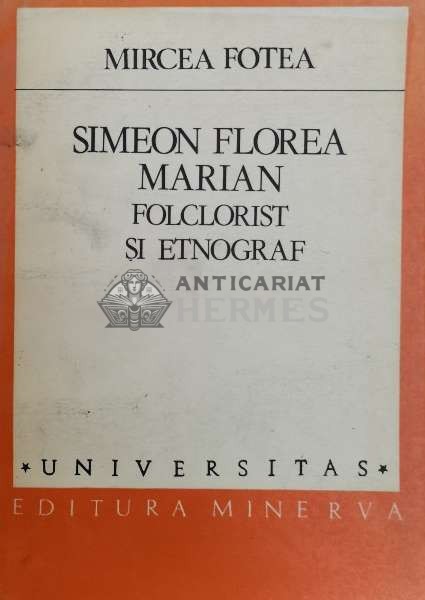 MIRCEA FOTEA
SIMEON FLOREA
MARIAN
FOLCLORIST
ȘI ETNOGRAF
ANTICARIAT
HERMES
* UNIVERSITAS *
EDITURA MINERVA